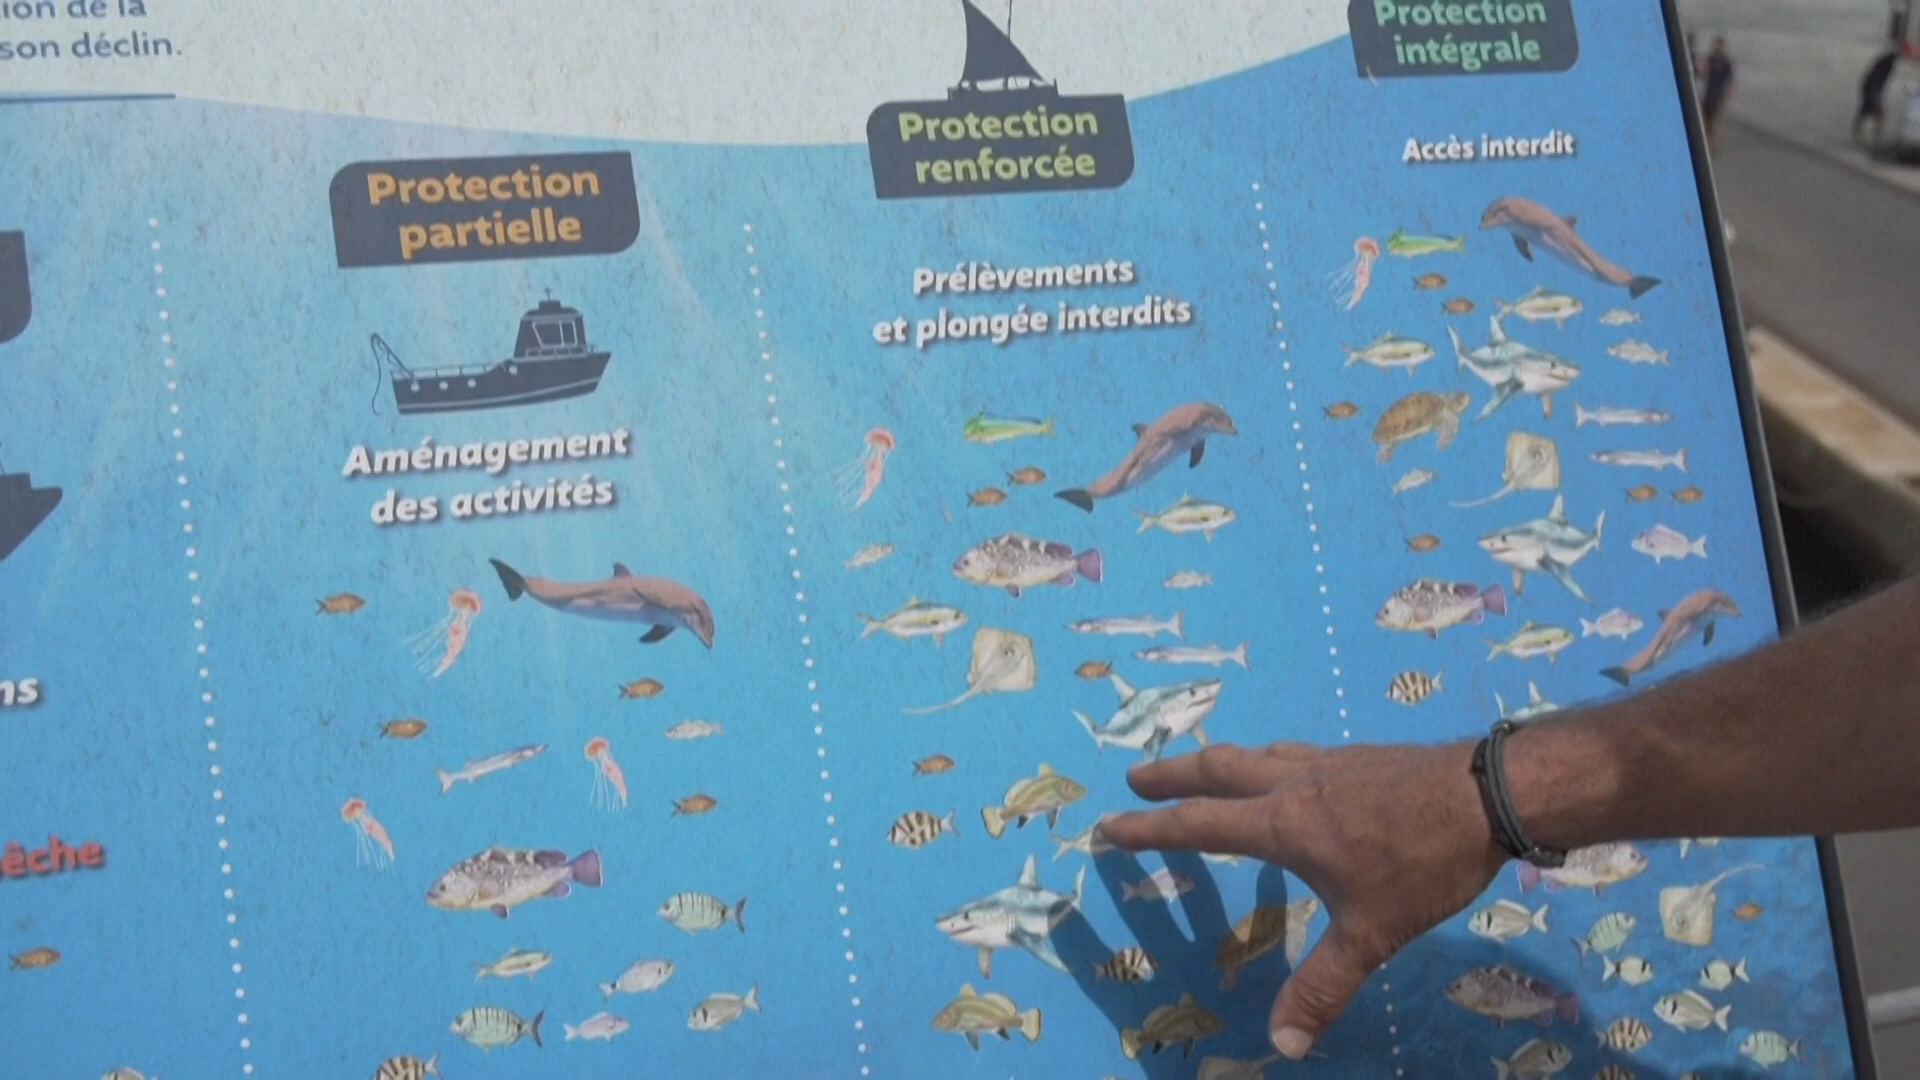 son déclin.
Protection
partielle
Aménagement
des activités
Protection
renforcée
Prélèvements
et plongée interdits
Protection
intégrale
Accès interdit